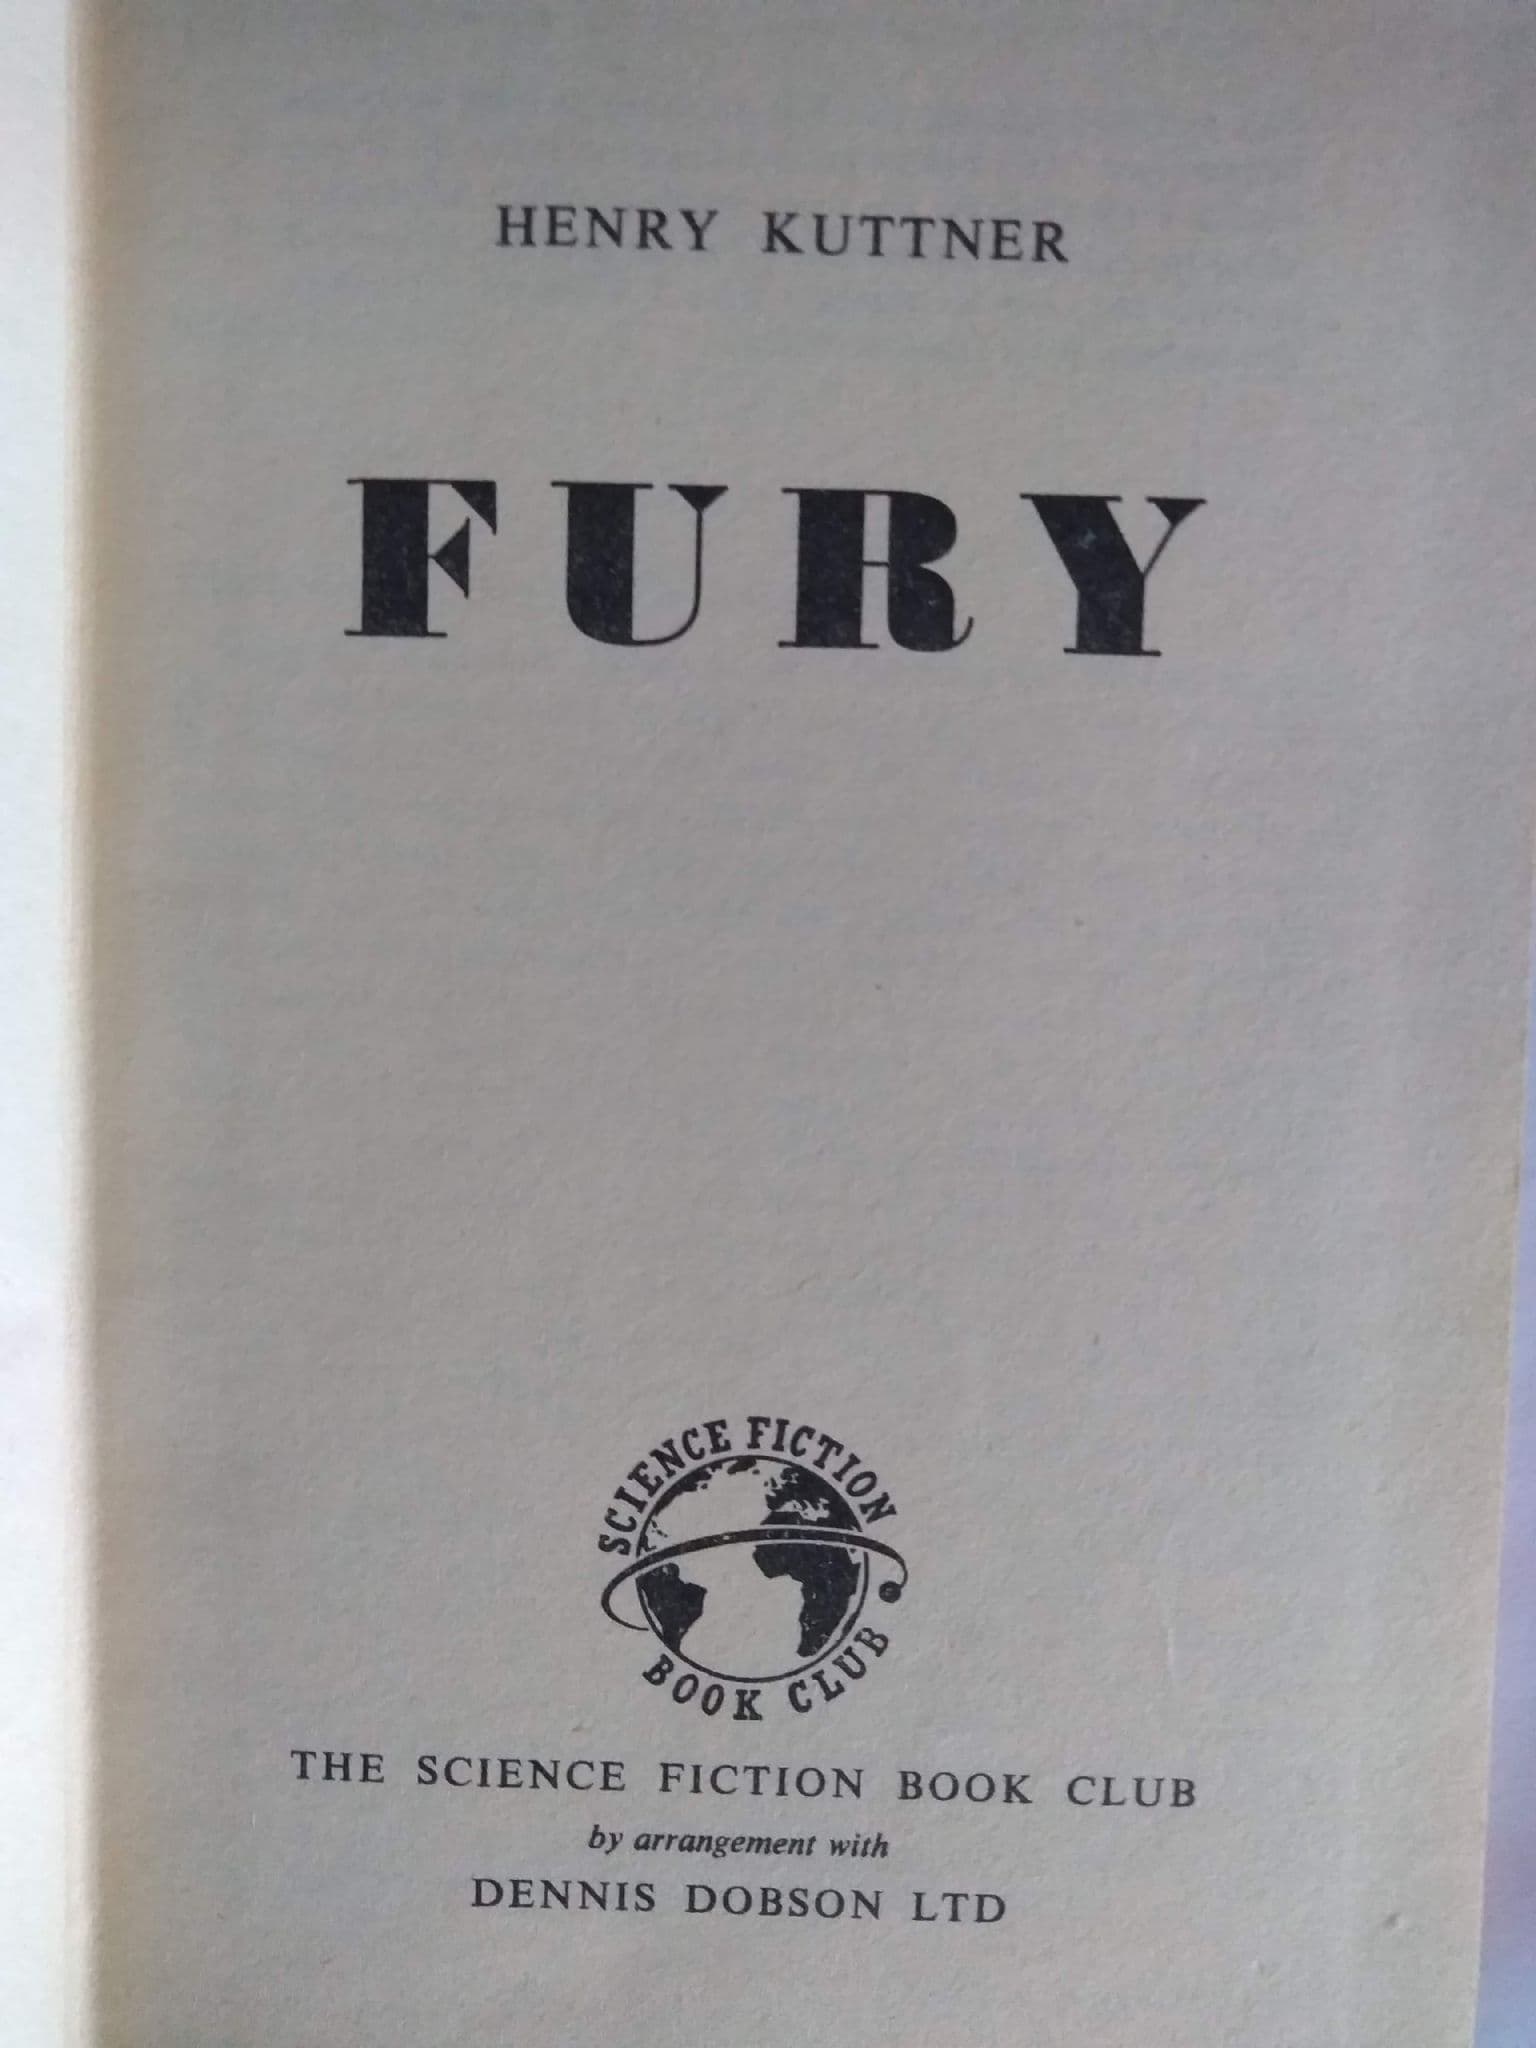 HENRY KUTTNER
FURY
SCIENCE FICTION
BOOK CLUB
THE SCIENCE FICTION BOOK CLUB
by arrangement with
DENNIS DOBSON LTD